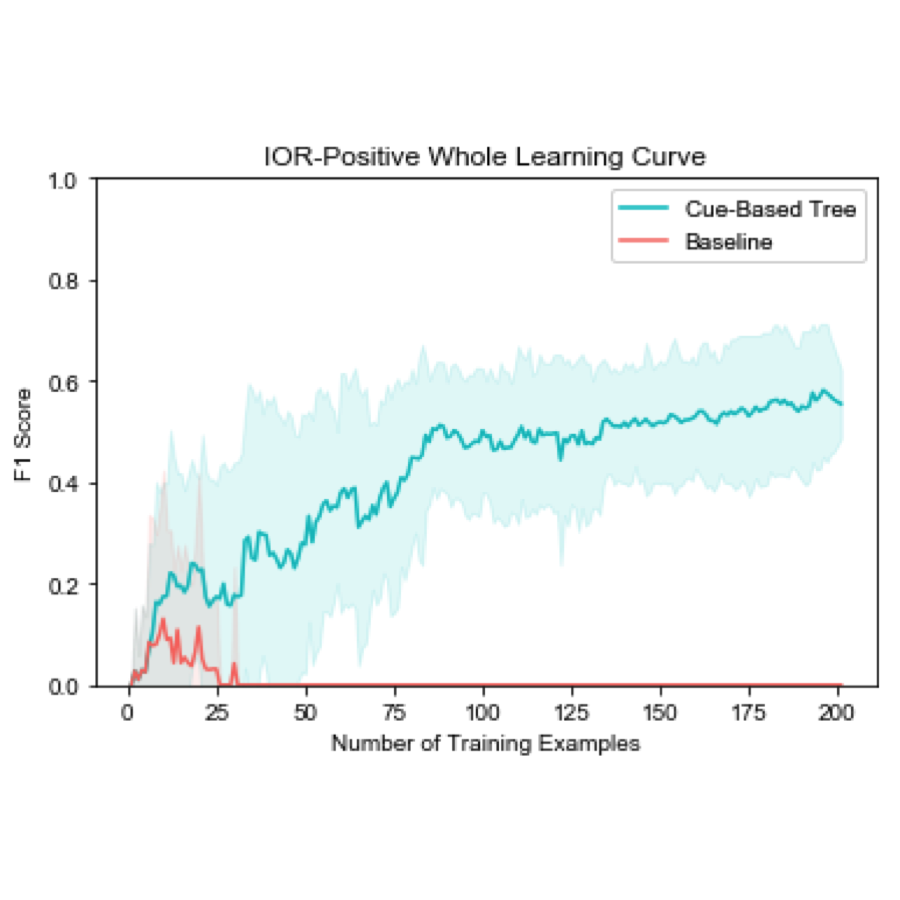 IOR-Positive Whole Learning Curve
1.0
0.8
0.6
0.4
0.2
0.0
F1 Score
Cue-Based Tree
Baseline
0 25 50 75 100 125 150 175 200
Number of Training Examples